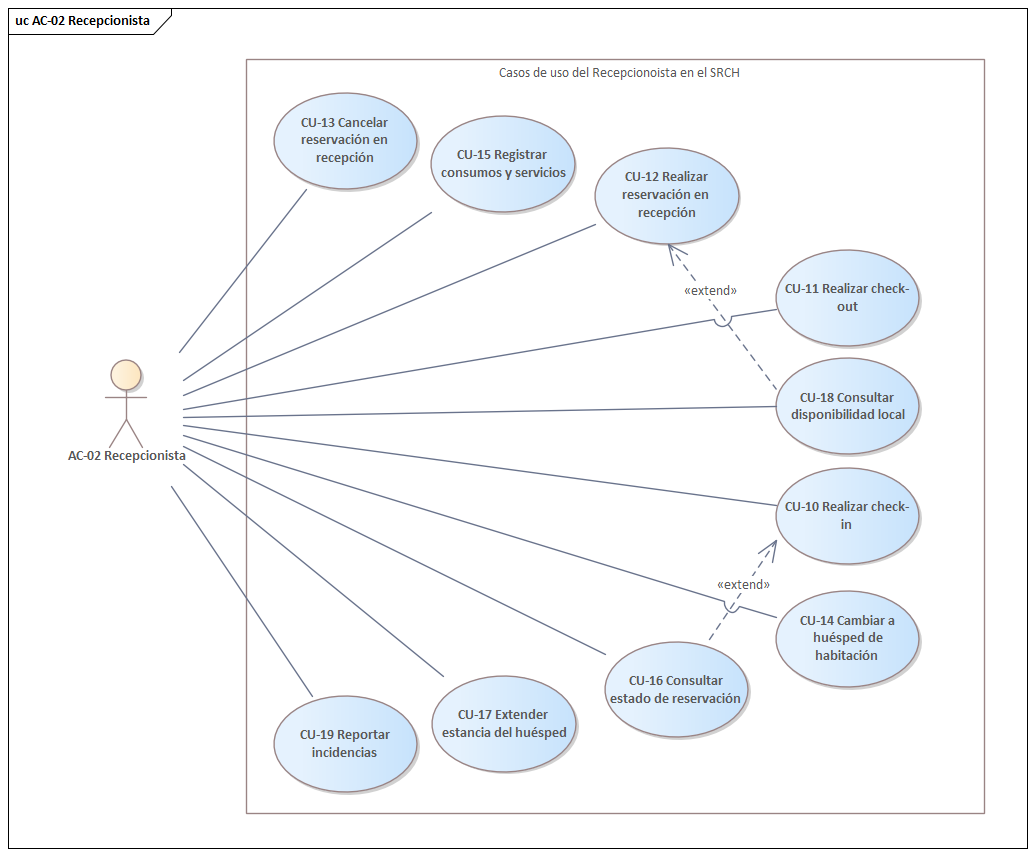 uc AC-02 Recepcionista
Casos de uso del Recepcionoista en el SRCH
CU-13 Cancelar
reservación en
recepción
CU-15 Registrar
consumos y servicios
CU-12 Realizar
reservación en
recepción
«extend»
CU-11 Realizar check-
out
CU-18 Consultar
disponibilidad local
AC-02 Recepcionista
CU-10 Realizar check-
in
«extend»
CU-14 Cambiar a
huésped de
habitación
CU-16 Consultar
estado de reservación
CU-17 Extender
estancia del huésped
CU-19 Reportar
incidencias